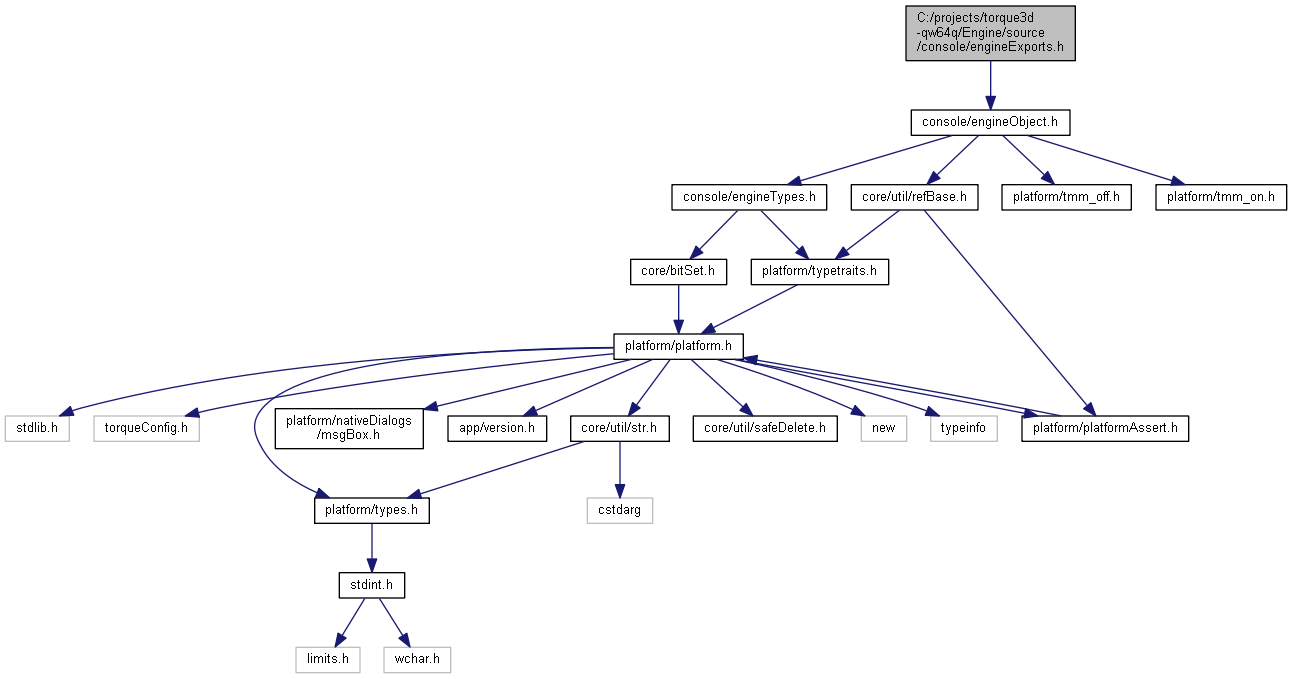 C:/projects/torque3d
-qw64q/Engine/source
/console/engineExports.h
console/engineObject.h
console/engineTypes.h
core/util/refBase.h
platform/tmm_off.h
platform/tmm_on.h
core/bitSet.h
platform/typetraits.h
platform/platform.h
stdlib.h
torqueConfig.h
platform/nativeDialogs
/msgBox.h
app/version.h
core/util/str.h
core/util/safeDelete.h
new
typeinfo
platform/platformAssert.h
platform/types.h
cstdarg
stdint.h
limits.h
wchar.h